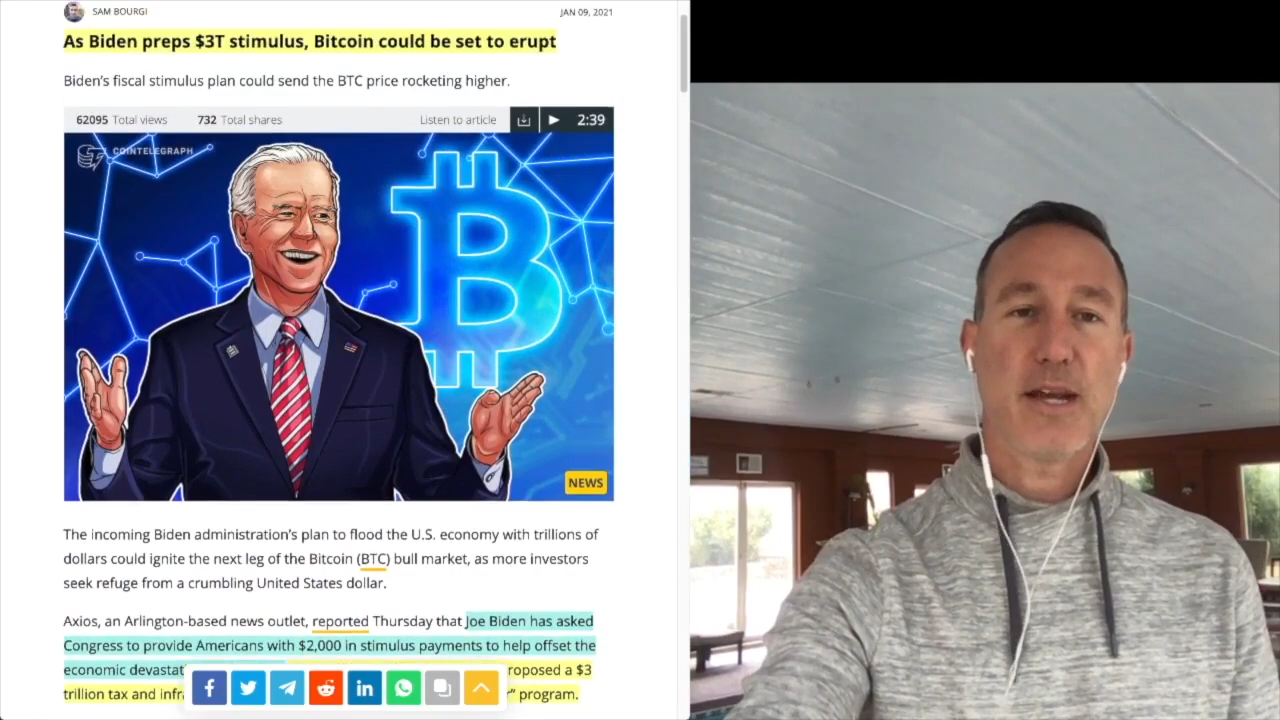 SAM BOURGI
JAN 09, 2021
As Biden preps $3T stimulus, Bitcoin could be set to erupt
Biden's fiscal stimulus plan could send the BTC price rocketing higher.
62095 Total views 732 Total shares Listen to article 2:39
COINTELEGRAPH
NEWS
The incoming Biden administration's plan to flood the U.S. economy with trillions of
dollars could ignite the next leg of the Bitcoin (BTC) bull market, as more investors
seek refuge from a crumbling United States dollar.
Axios, an Arlington-based news outlet, reported Thursday that Joe Biden has asked
Congress to provide Americans with $2,000 in stimulus payments to help offset the
economic a $3
trillion tax and program.